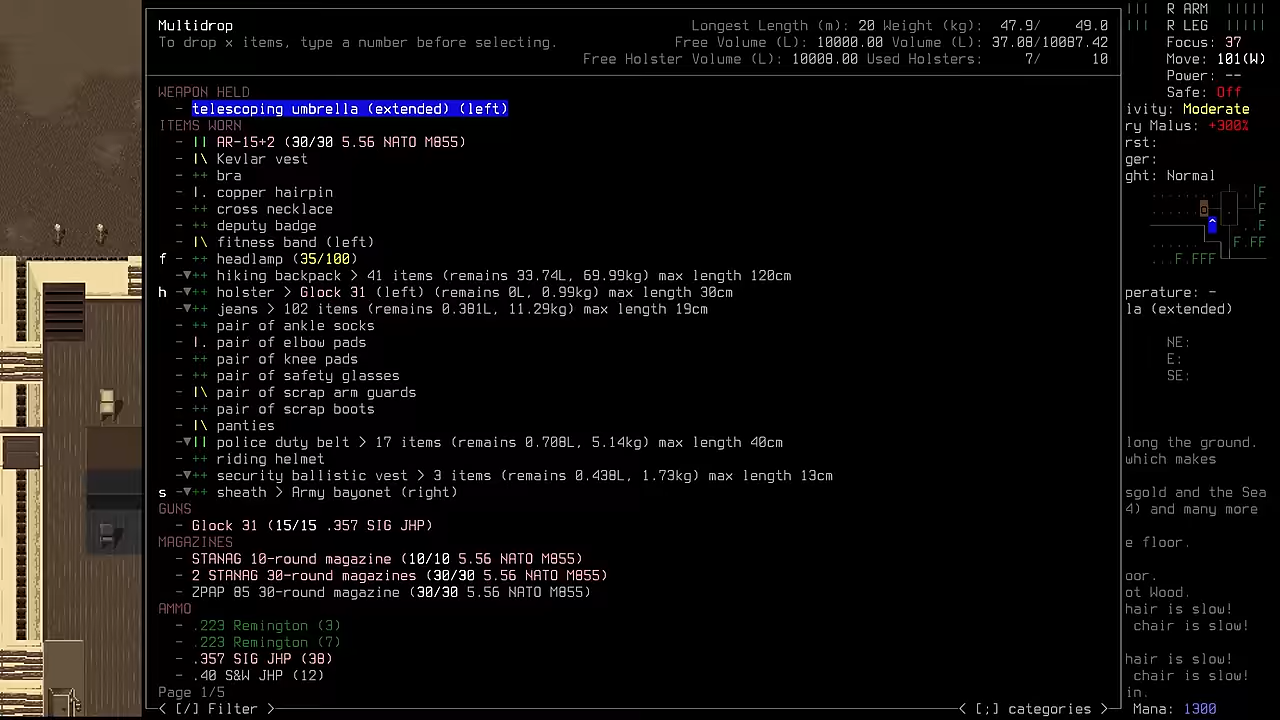 Multidrop Longest Length (m): 20 Weight (kg): 47.9/ 49.0
To drop x items, type a number before selecting. Free Volume (L): 10000.00 Volume (L): 37.08/10087.42
Free Holster Volume (L): 10008.00 Used Holsters: 7/ 10
WEAPON HELD
- telescoping umbrella (extended) (left)
ITEMS WORN
- || AR-15+2 (30/30 5.56 NATO M855)
- |\ Kevlar vest
- ++ bra
- |. copper hairpin
- ++ cross necklace
- ++ deputy badge
- |\ fitness band (left)
f - ++ headlamp (35/100)
-▼++ hiking backpack > 41 items (remains 33.74L, 69.99kg) max length 120cm
h -▼++ holster > Glock 31 (left) (remains 0L, 0.99kg) max length 30cm
-▼++ jeans > 102 items (remains 0.381L, 11.29kg) max length 19cm
- ++ pair of ankle socks
- |. pair of elbow pads
- ++ pair of knee pads
- ++ pair of safety glasses
- |\ pair of scrap arm guards
- ++ pair of scrap boots
- |\ panties
-▼|| police duty belt > 17 items (remains 0.708L, 5.14kg) max length 40cm
- ++ riding helmet
-▼++ security ballistic vest > 3 items (remains 0.438L, 1.73kg) max length 13cm
s -▼++ sheath > Army bayonet (right)
GUNS
- Glock 31 (15/15 .357 SIG JHP)
MAGAZINES
- STANAG 10-round magazine (10/10 5.56 NATO M855)
- 2 STANAG 30-round magazines (30/30 5.56 NATO M855)
- ZPAP 85 30-round magazine (30/30 5.56 NATO M855)
AMMO
- .223 Remington (3)
- .223 Remington (7)
- .357 SIG JHP (38)
- .40 S&W JHP (12)
Page 1/5
< [/] Filter > < [;] categories >
||| R ARM |||||
||| R LEG |||||
Focus: 37
Move: 101(W)
Power: --
Safe: Off
ivity: Moderate
ry Malus: +300%
rst:
ger:
ght: Normal
F
F
.F
F.FF
....F.FFF
perature: -
la (extended)
NE:
E:
SE:
long the ground.
which makes
sgold and the Sea
4) and many more
e floor.
oor.
ot Wood.
hair is slow!
chair is slow!
hair is slow!
chair is slow!
in.
Mana: 1300